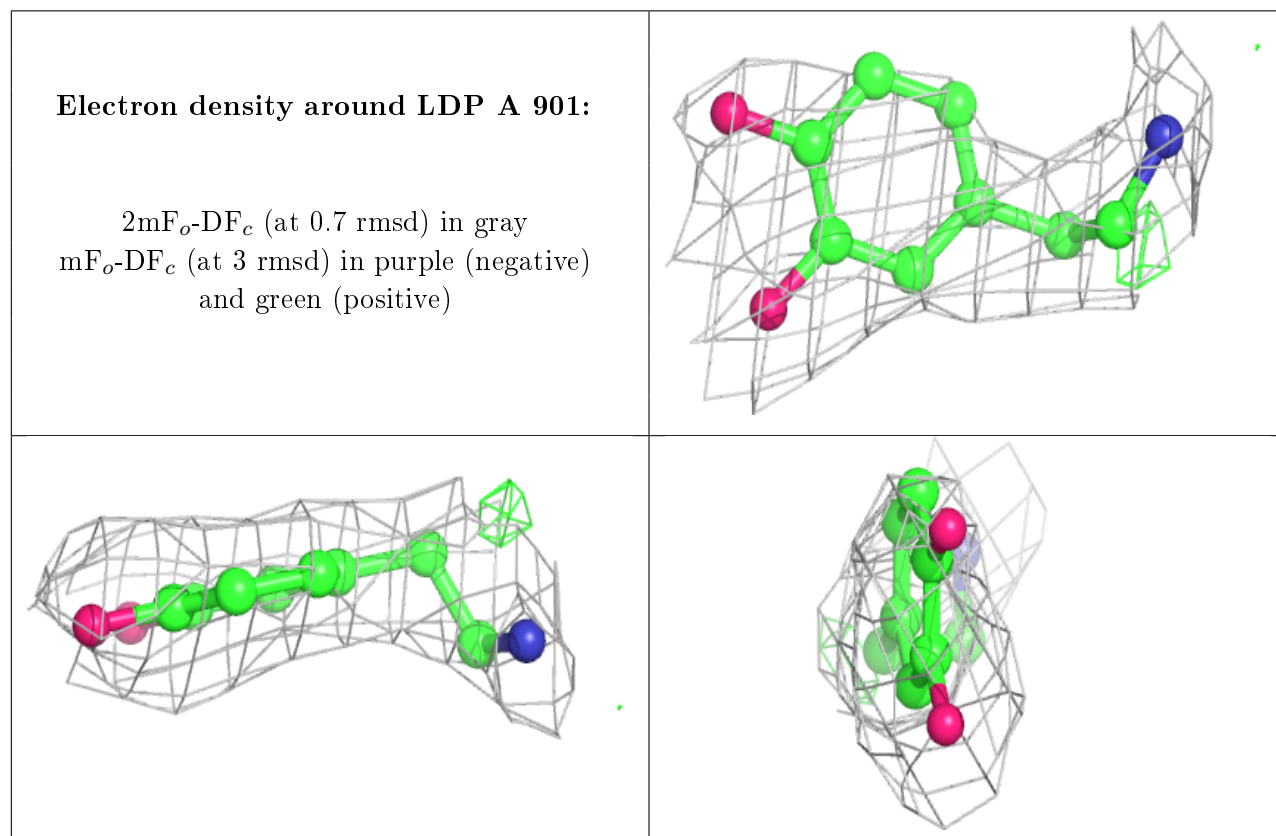 Electron density around LDP A 901:
2mFo-DFc (at 0.7 rmsd) in gray
mFo-DFc (at 3 rmsd) in purple (negative)
and green (positive)